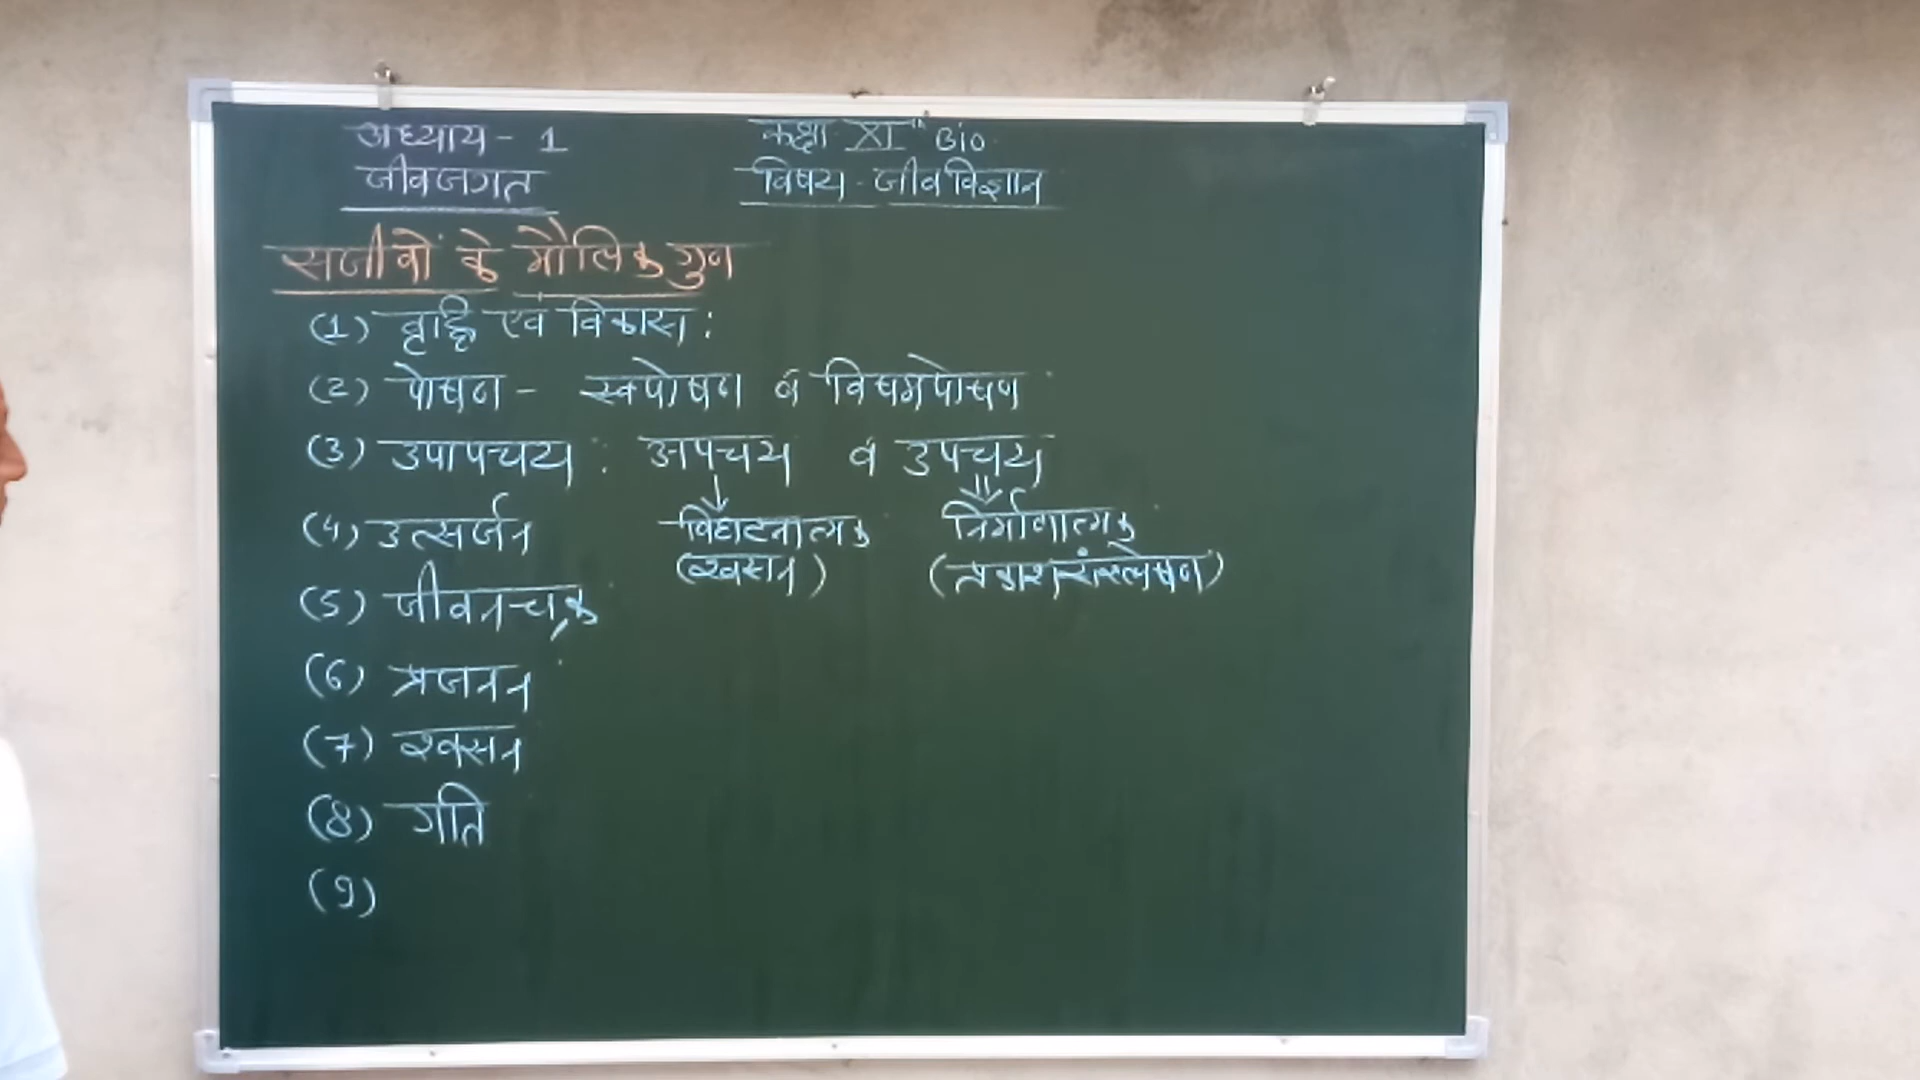 अध्याय - 1
जीवजगत
कक्षा XI" Bio.
विषय - जीवविज्ञान
सजीवों के मौलिक गुण
(1) वृद्धि एवं विकास :
(2) पोषण - स्वपोषण व विषमपोषण
(3) उपापचय : अपचय व उपचय
(4) उत्सर्जन विघटनात्मक निर्माणात्मक
(श्वसन) (प्रकाशसंश्लेषण)
(5) जीवनचक्र
(6) प्रजनन
(7) श्वसन
(8) गति
(9)